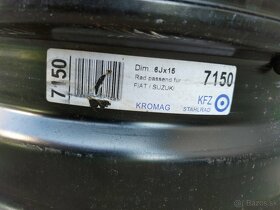 7150
Dim. 6Jx15
Rad passend für
FIAT / SUZUKI
7150
KROMAG
KFZ
STAHLRAD
Bazos.sk